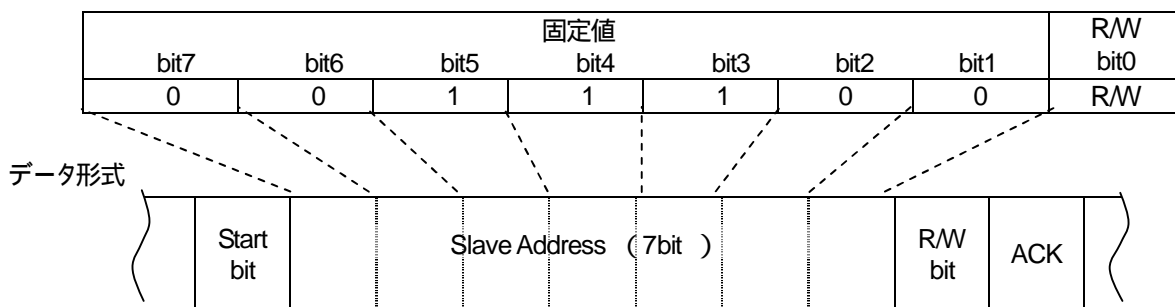 固定値 R/W
bit7 bit6 bit5 bit4 bit3 bit2 bit1 bit0
0 0 1 1 1 0 0 R/W
データ形式
Start bit Slave Address （7bit ） R/W bit ACK